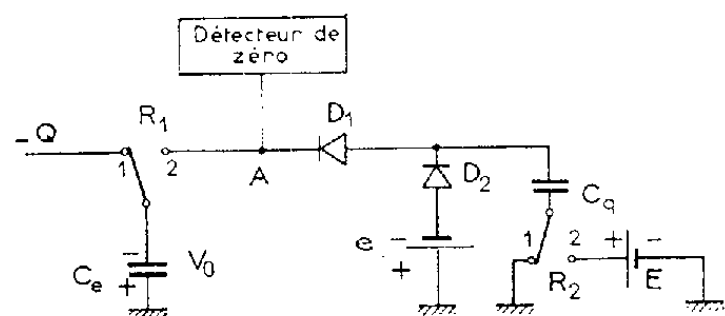 Détecteur de
zéro
- Q
R1
D1
1
2
A
D2
Cq
e
-
+
1
2
+
-
R2
E
-
Ce
+
V0